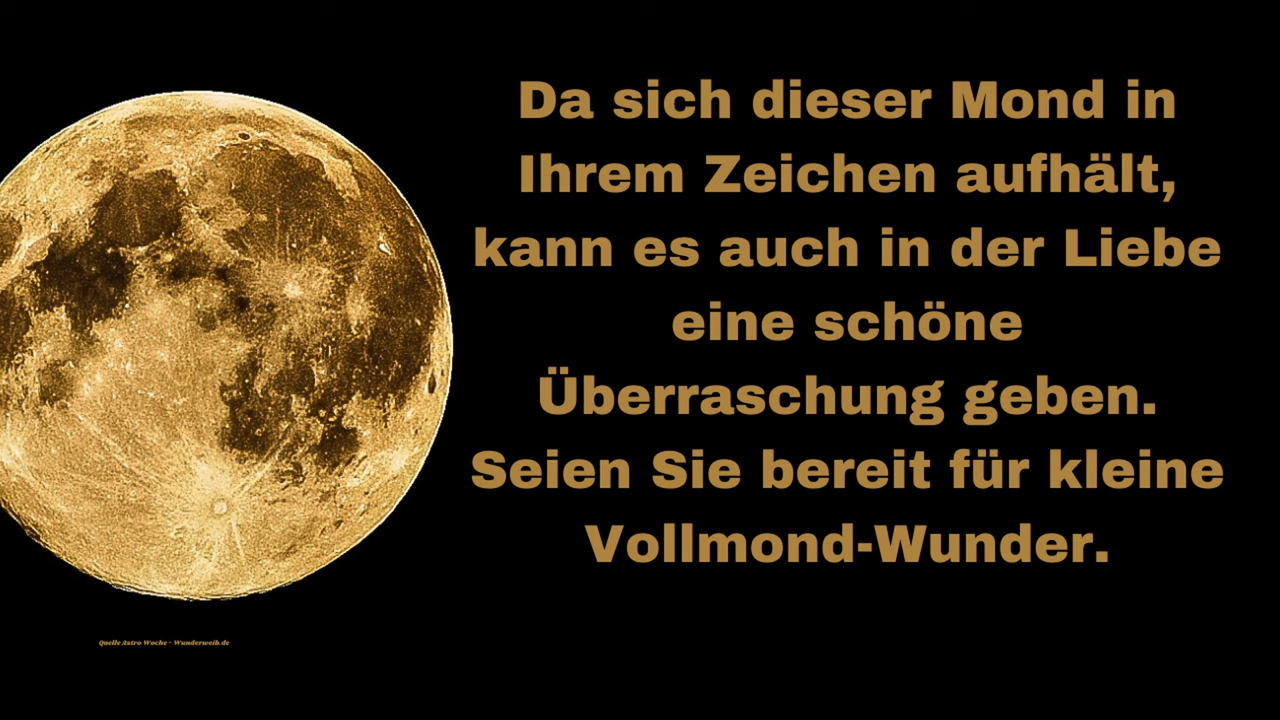 Da sich dieser Mond in
Ihrem Zeichen aufhält,
kann es auch in der Liebe
eine schöne
Überraschung geben.
Seien Sie bereit für kleine
Vollmond-Wunder.
Quelle Astro Woche - Wunderweib.de